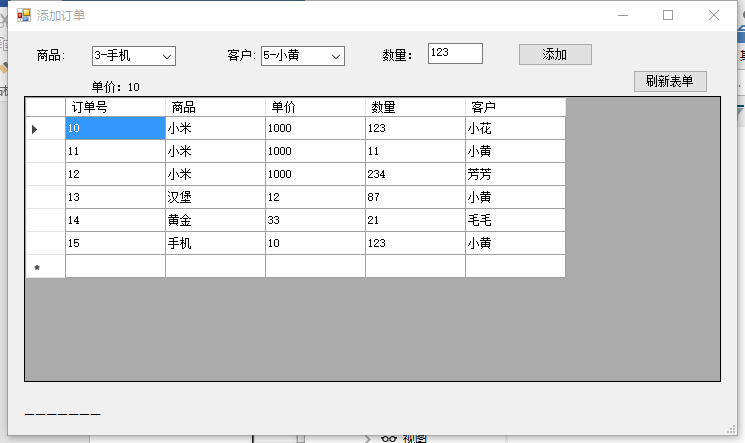 添加订单
商品: 3-手机 客户: 5-小黄 数量: 123 添加
单价: 10 刷新表单
订单号 商品 单价 数量 客户
10 小米 1000 123 小花
11 小米 1000 11 小黄
12 小米 1000 234 芳芳
13 汉堡 12 87 小黄
14 黄金 33 21 毛毛
15 手机 10 123 小黄
*
_______
视图